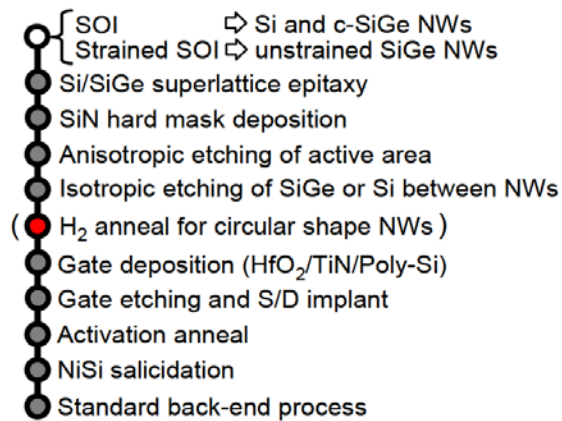 SOI ⇨ Si and c-SiGe NWs
Strained SOI ⇨ unstrained SiGe NWs
Si/SiGe superlattice epitaxy
SiN hard mask deposition
Anisotropic etching of active area
Isotropic etching of SiGe or Si between NWs
( H₂ anneal for circular shape NWs )
Gate deposition (HfO₂/TiN/Poly-Si)
Gate etching and S/D implant
Activation anneal
NiSi salicidation
Standard back-end process